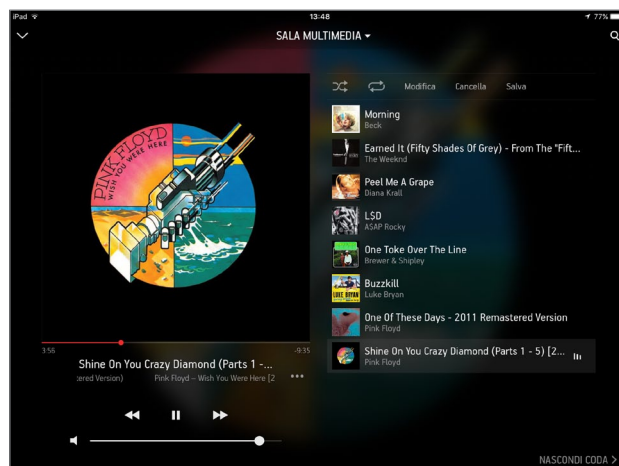 iPad
13:48
77%
SALA MULTIMEDIA
PINK FLOYD
WISH YOU WERE HERE
Modifica Cancella Salva
Morning
Beck
Earned It (Fifty Shades Of Grey) - From The "Fift...
The Weeknd
Peel Me A Grape
Diana Krall
L$D
A$AP Rocky
One Toke Over The Line
Brewer & Shipley
LUKE BRYAN
Buzzkill
Luke Bryan
One Of These Days - 2011 Remastered Version
Pink Floyd
Shine On You Crazy Diamond (Parts 1 - 5) [2...
Pink Floyd
3:56
-9:35
Shine On You Crazy Diamond (Parts 1 -...
:ered Version) Pink Floyd – Wish You Were Here [2
NASCONDI CODA